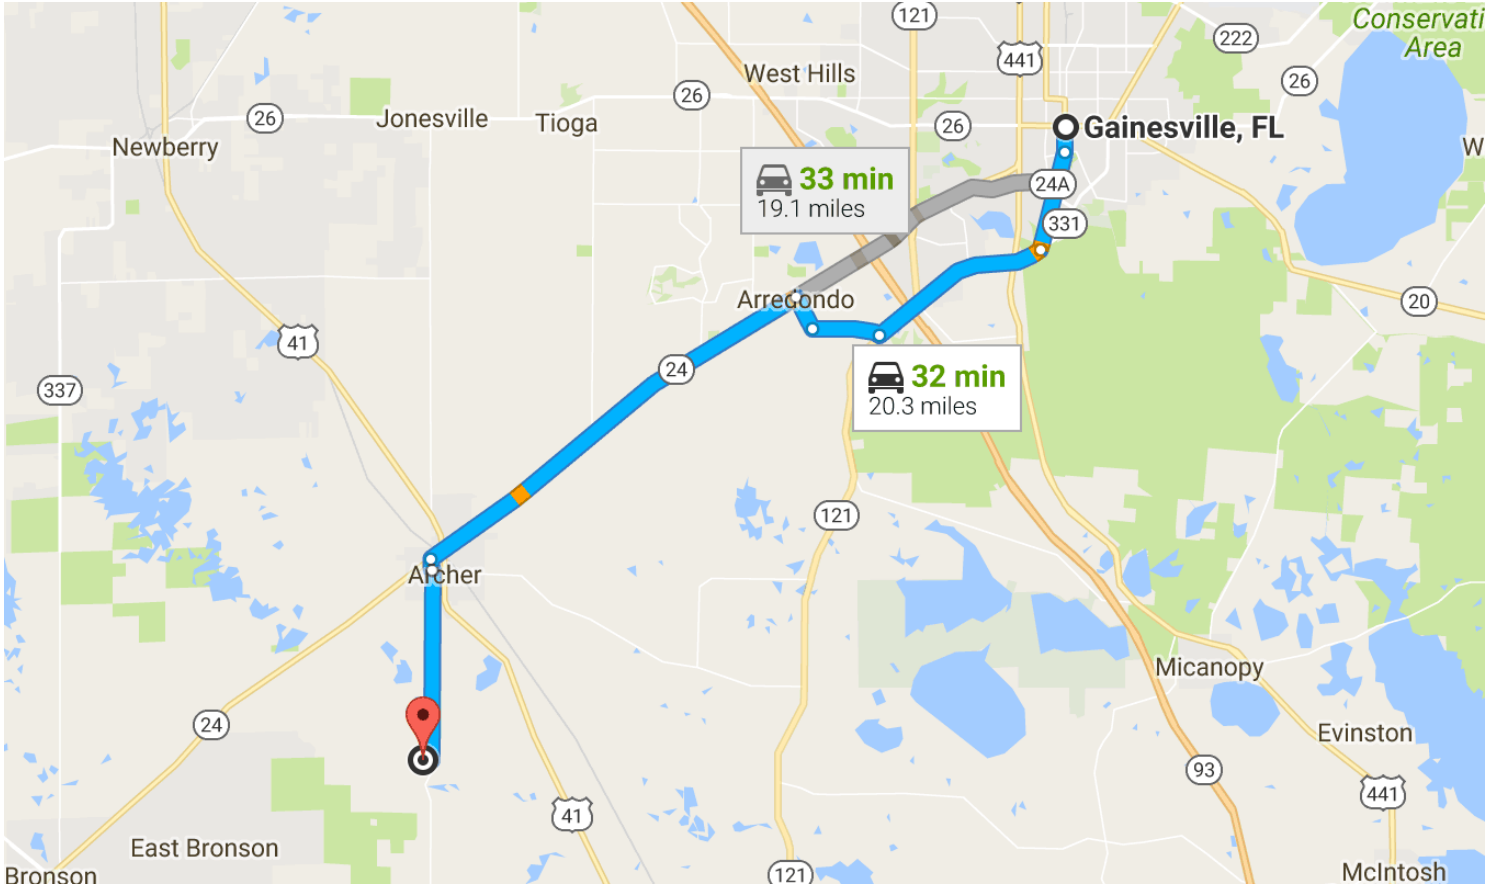 121
Conservati
Area
222
441
West Hills
26
26
Jonesville
Tioga
26
26
Gainesville, FL
Newberry
W
33 min
19.1 miles
24A
331
Arredondo
20
41
24
337
32 min
20.3 miles
121
Archer
Micanopy
24
Evinston
93
441
41
East Bronson
Bronson
121
McIntosh